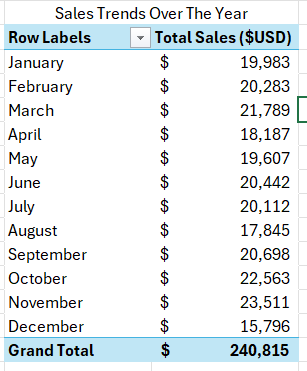 Sales Trends Over The Year
Row Labels Total Sales ($USD)
January $ 19,983
February $ 20,283
March $ 21,789
April $ 18,187
May $ 19,607
June $ 20,442
July $ 20,112
August $ 17,845
September $ 20,698
October $ 22,563
November $ 23,511
December $ 15,796
Grand Total $ 240,815